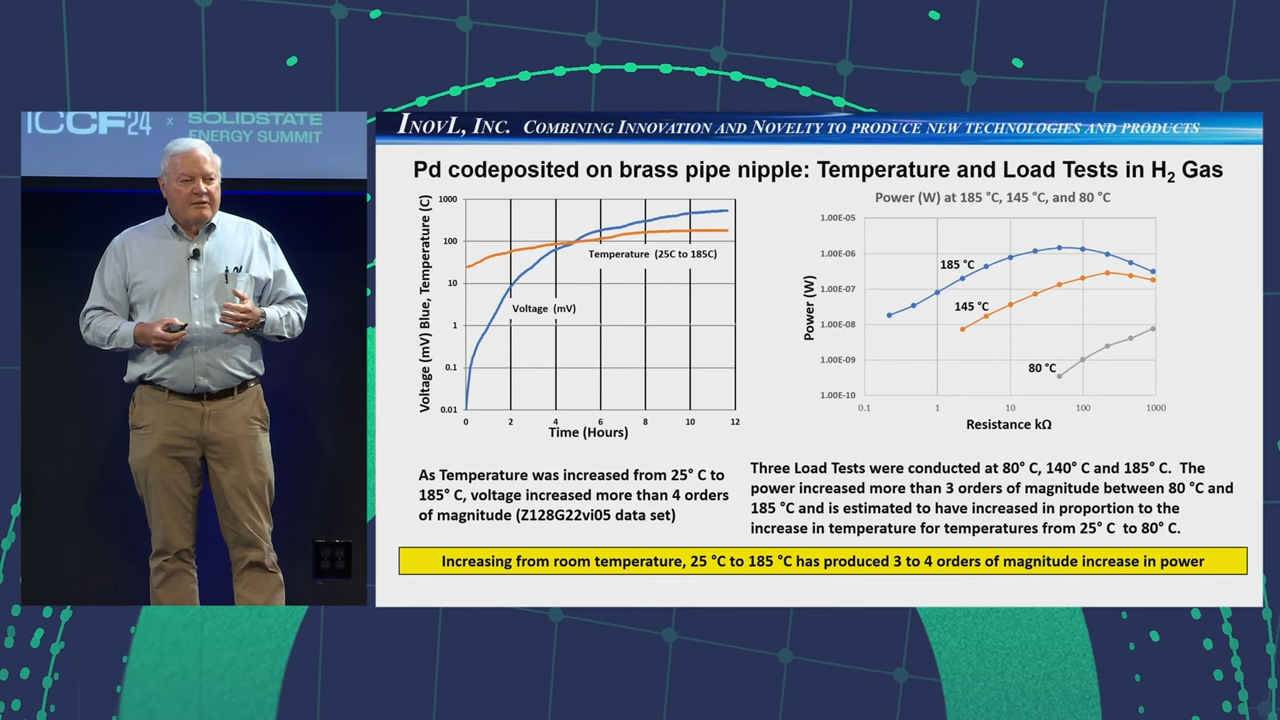 ICCF24 x SOLIDSTATE
ENERGY SUMMIT
INOVL, INC. COMBINING INNOVATION AND NOVELTY TO PRODUCE NEW TECHNOLOGIES AND PRODUCTS
Pd codeposited on brass pipe nipple: Temperature and Load Tests in H2 Gas
Voltage (mV) Blue, Temperature (C)
1000
100
10
1
0.1
0.01
Temperature (25C to 185C)
Voltage (mV)
0 2 4 6 8 10 12
Time (Hours)
Power (W) at 185 °C, 145 °C, and 80 °C
Power (W)
1.00E-05
1.00E-06
1.00E-07
1.00E-08
1.00E-09
1.00E-10
185 °C
145 °C
80 °C
0.1 1 10 100 1000
Resistance kΩ
As Temperature was increased from 25° C to
185° C, voltage increased more than 4 orders
of magnitude (Z128G22vi05 data set)
Three Load Tests were conducted at 80° C, 140° C and 185° C. The
power increased more than 3 orders of magnitude between 80 °C and
185 °C and is estimated to have increased in proportion to the
increase in temperature for temperatures from 25° C to 80° C.
Increasing from room temperature, 25 °C to 185 °C has produced 3 to 4 orders of magnitude increase in power